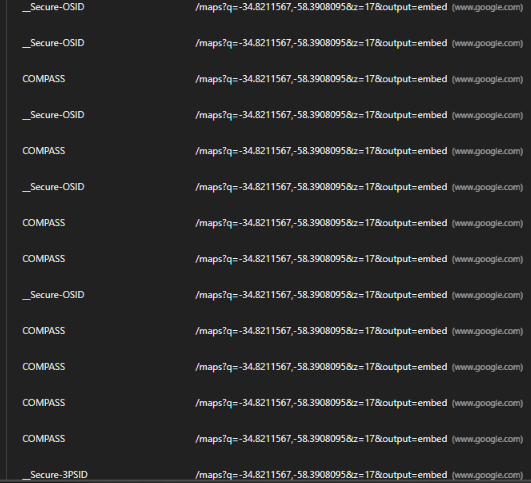 __Secure-OSID /maps?q=-34.8211567,-58.3908095&z=17&output=embed (www.google.com)
__Secure-OSID /maps?q=-34.8211567,-58.3908095&z=17&output=embed (www.google.com)
COMPASS /maps?q=-34.8211567,-58.3908095&z=17&output=embed (www.google.com)
__Secure-OSID /maps?q=-34.8211567,-58.3908095&z=17&output=embed (www.google.com)
COMPASS /maps?q=-34.8211567,-58.3908095&z=17&output=embed (www.google.com)
__Secure-OSID /maps?q=-34.8211567,-58.3908095&z=17&output=embed (www.google.com)
COMPASS /maps?q=-34.8211567,-58.3908095&z=17&output=embed (www.google.com)
COMPASS /maps?q=-34.8211567,-58.3908095&z=17&output=embed (www.google.com)
__Secure-OSID /maps?q=-34.8211567,-58.3908095&z=17&output=embed (www.google.com)
COMPASS /maps?q=-34.8211567,-58.3908095&z=17&output=embed (www.google.com)
COMPASS /maps?q=-34.8211567,-58.3908095&z=17&output=embed (www.google.com)
COMPASS /maps?q=-34.8211567,-58.3908095&z=17&output=embed (www.google.com)
COMPASS /maps?q=-34.8211567,-58.3908095&z=17&output=embed (www.google.com)
__Secure-3PSID /maps?q=-34.8211567,-58.3908095&z=17&output=embed (www.google.com)